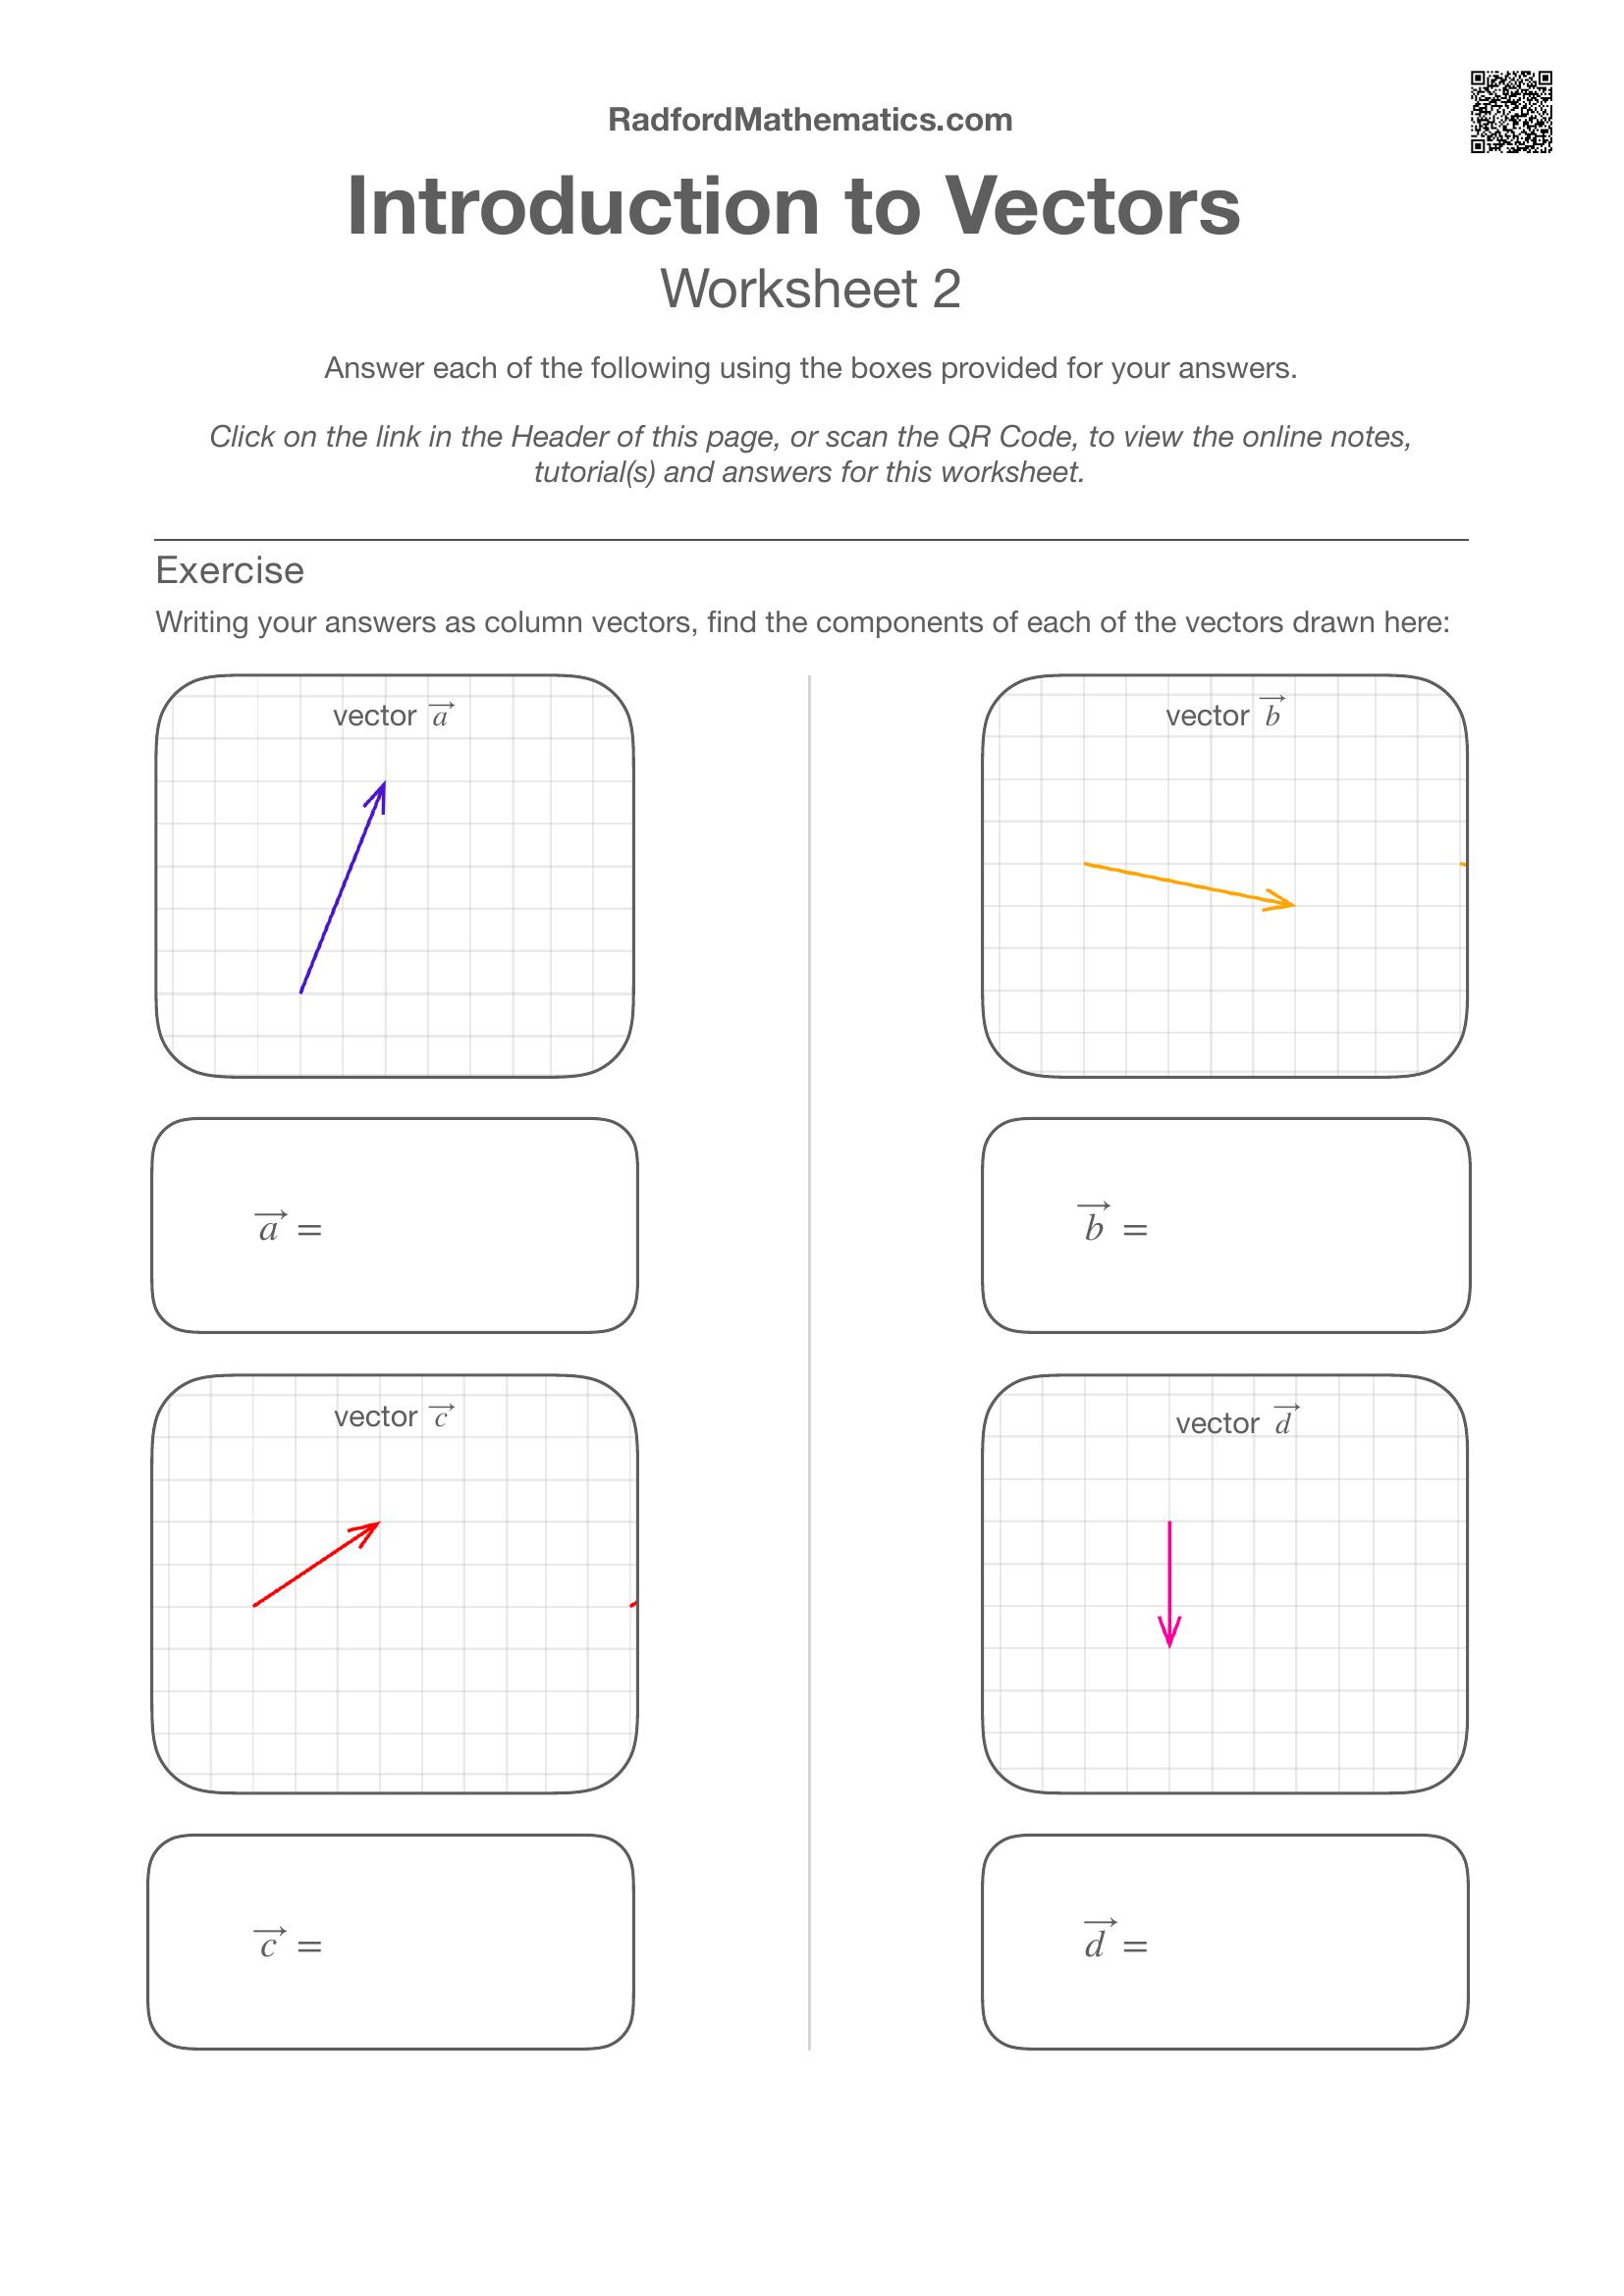 RadfordMathematics.com
Introduction to Vectors
Worksheet 2
Answer each of the following using the boxes provided for your answers.
Click on the link in the Header of this page, or scan the QR Code, to view the online notes,
tutorial(s) and answers for this worksheet.
Exercise
Writing your answers as column vectors, find the components of each of the vectors drawn here:
vector $\overrightarrow{a}$
vector $\overrightarrow{b}$
$\overrightarrow{a}$ =
$\overrightarrow{b}$ =
vector $\overrightarrow{c}$
vector $\overrightarrow{d}$
$\overrightarrow{c}$ =
$\overrightarrow{d}$ =